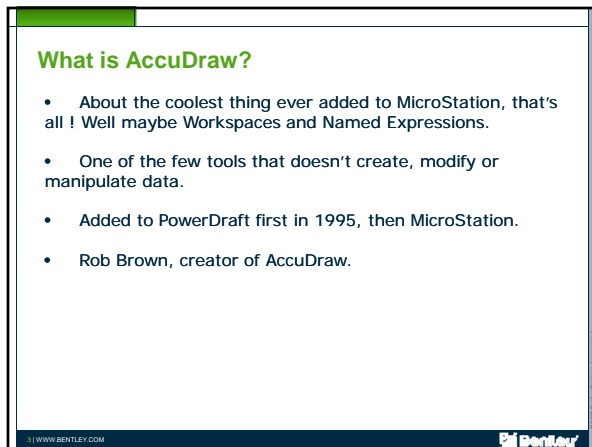 What is AccuDraw?
• About the coolest thing ever added to MicroStation, that's
all ! Well maybe Workspaces and Named Expressions.
• One of the few tools that doesn't create, modify or
manipulate data.
• Added to PowerDraft first in 1995, then MicroStation.
• Rob Brown, creator of AccuDraw.
3 | WWW.BENTLEY.COM
Bentley